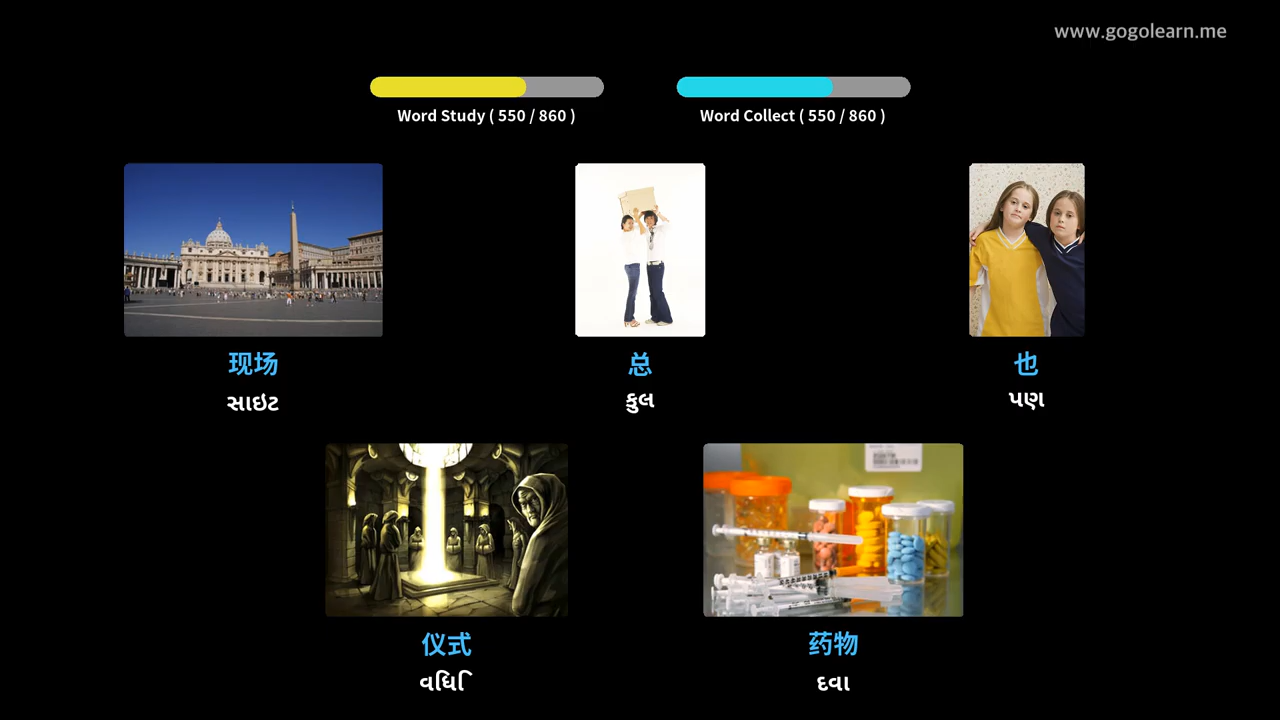 www.gogolearn.me
Word Study ( 550 / 860 )
Word Collect ( 550 / 860 )
现场
સાઇટ
总
કુલ
也
પણ
仪式
વિધિ
药物
દવા